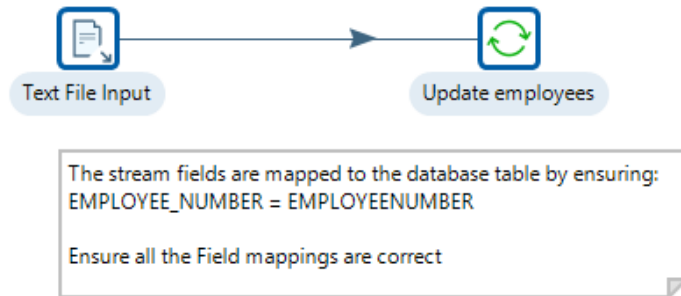 Text File Input
Update employees
The stream fields are mapped to the database table by ensuring:
EMPLOYEE_NUMBER = EMPLOYEENUMBER
Ensure all the Field mappings are correct